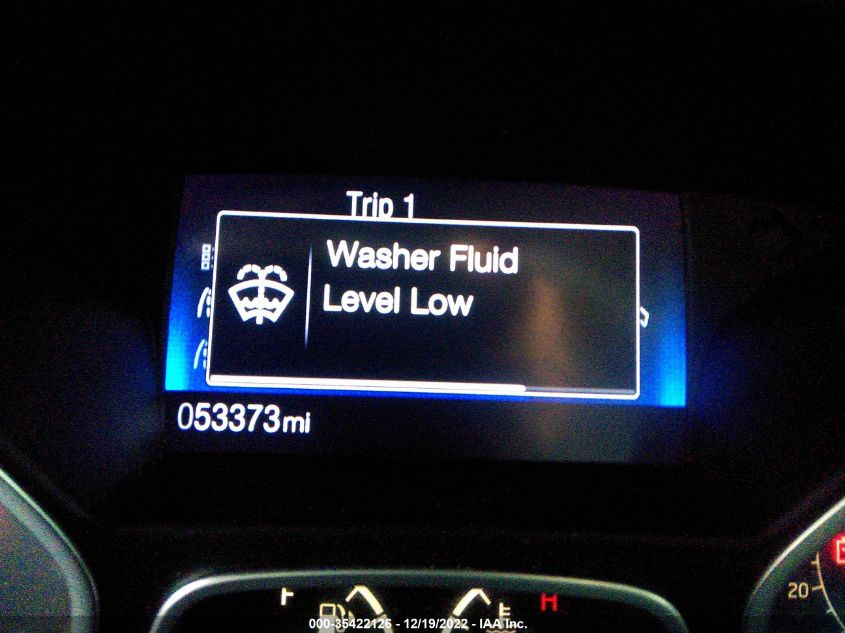 Trip 1
Washer Fluid
Level Low
053373mi
F
H
20
000-35422126 - 12/19/2022 - IAA Inc.